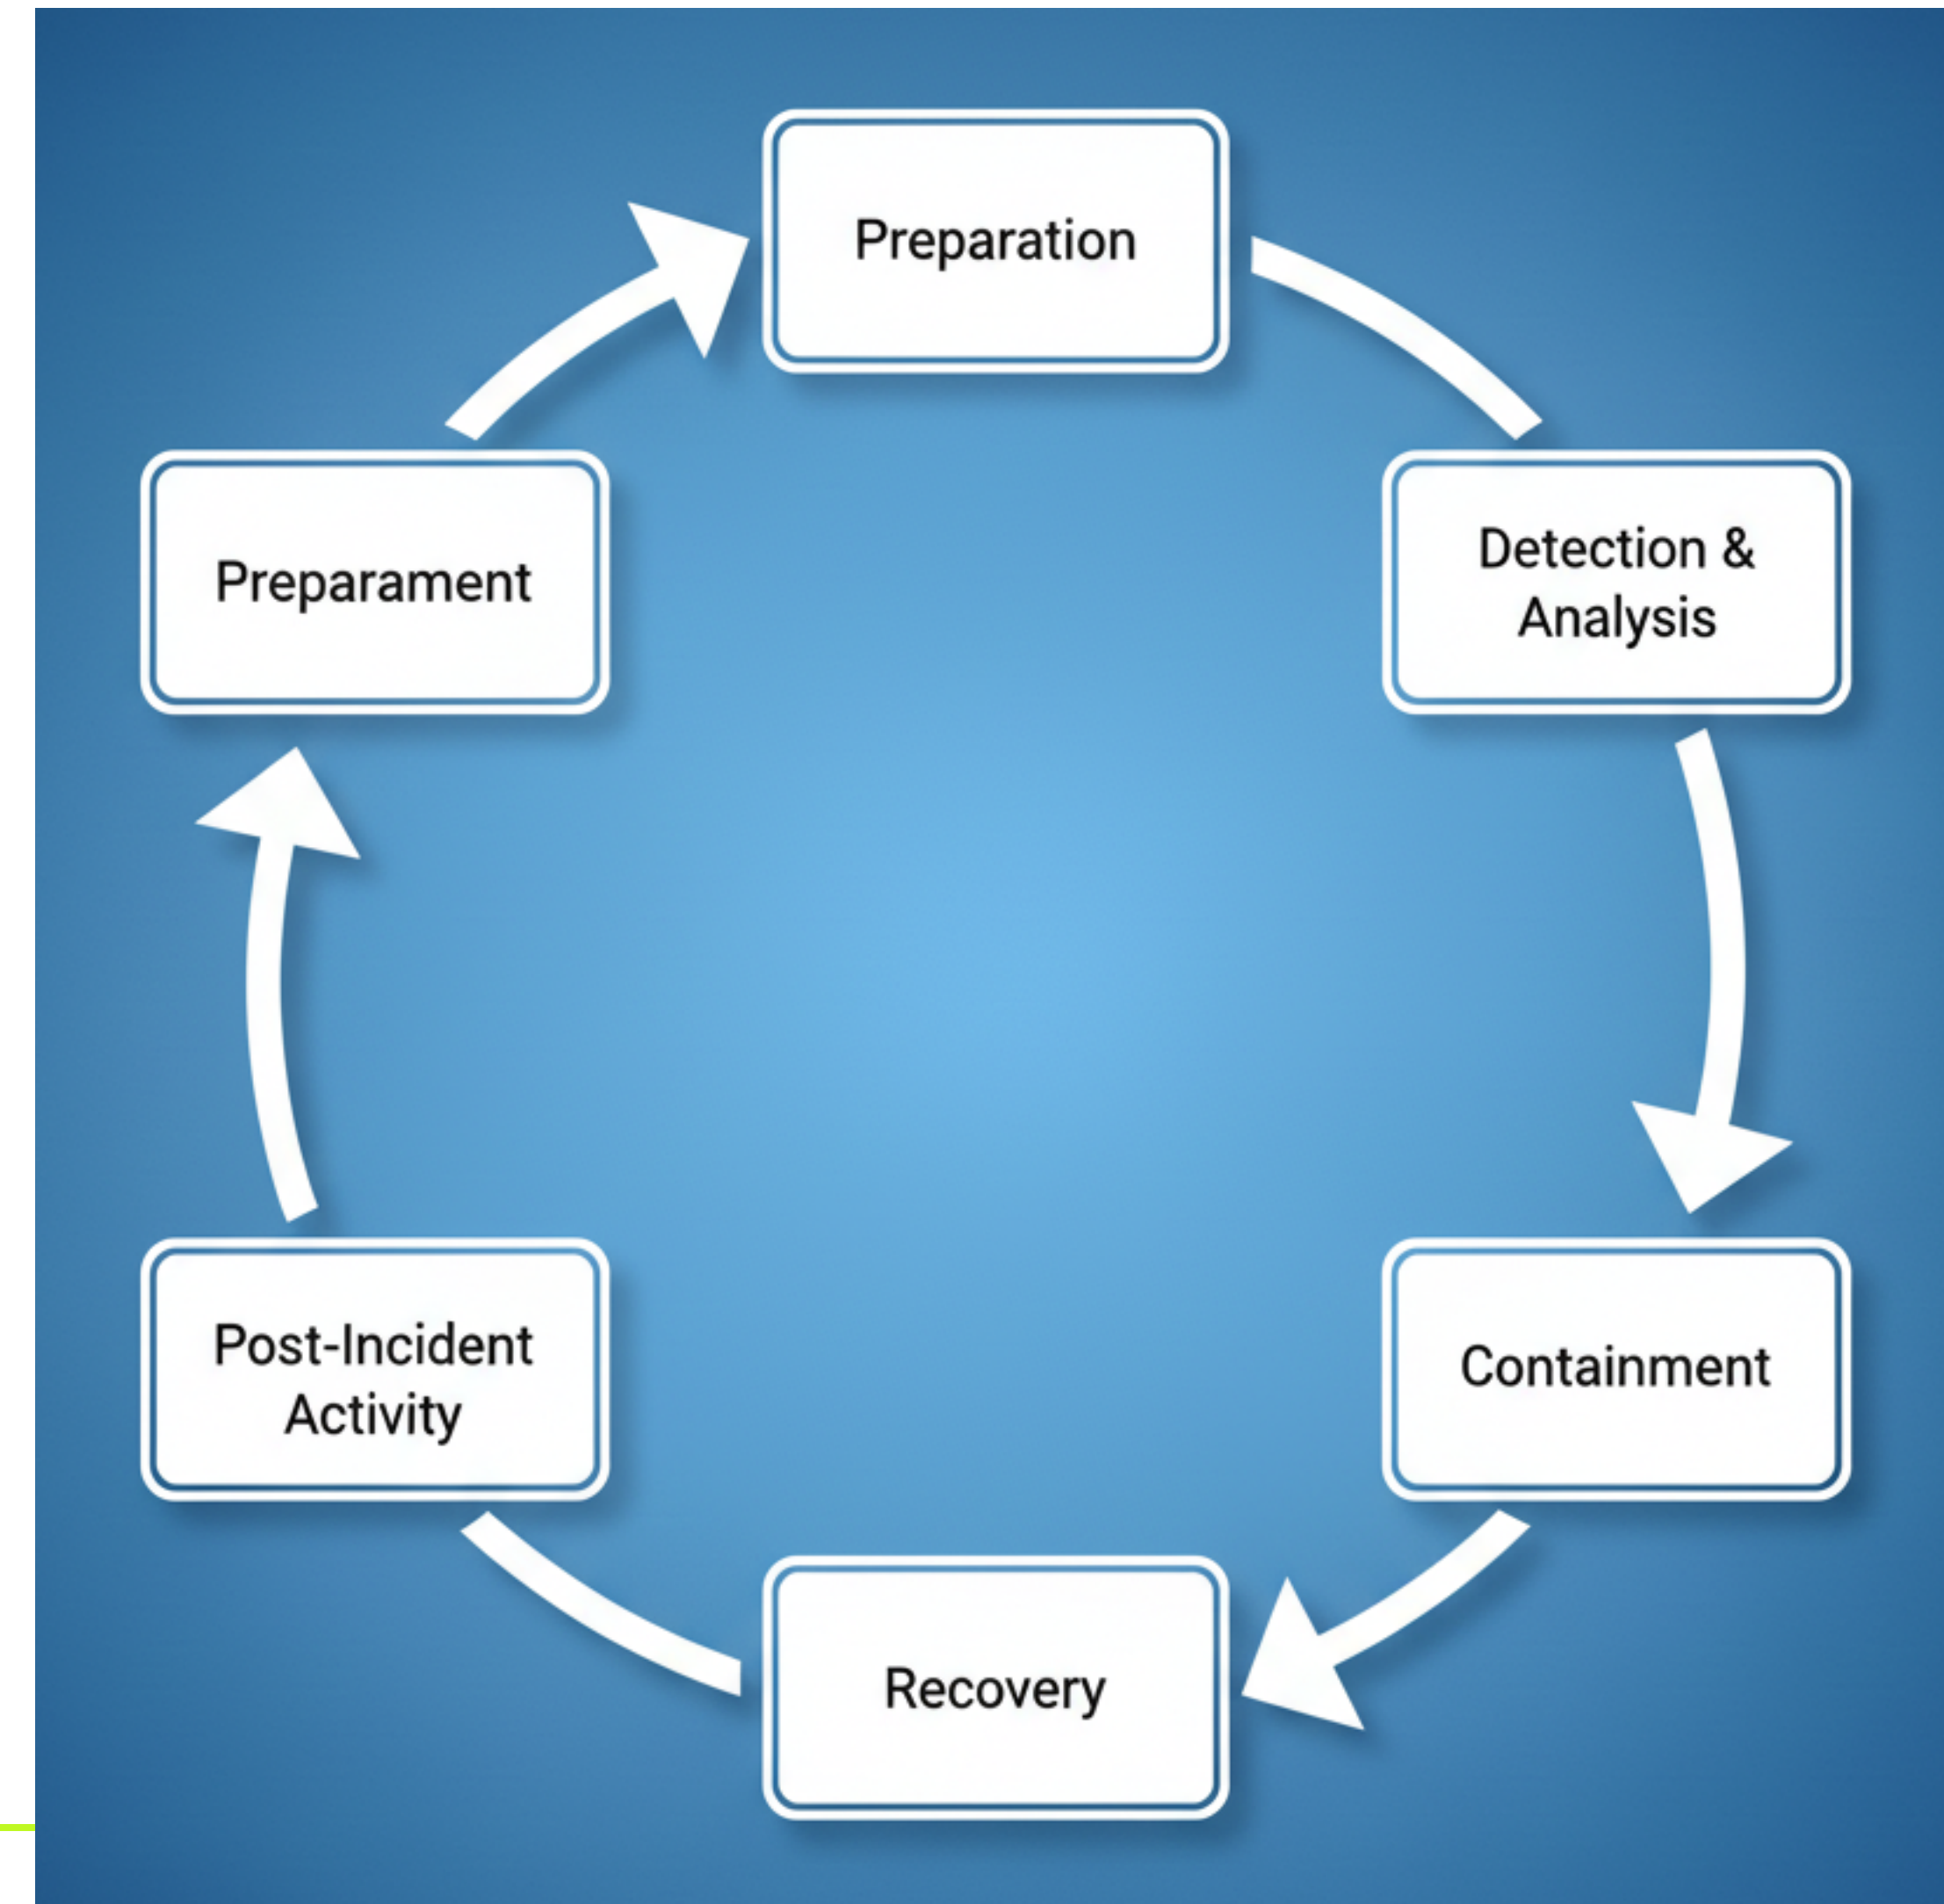 Preparation
Detection &
Analysis
Containment
Recovery
Post-Incident
Activity
Preparament